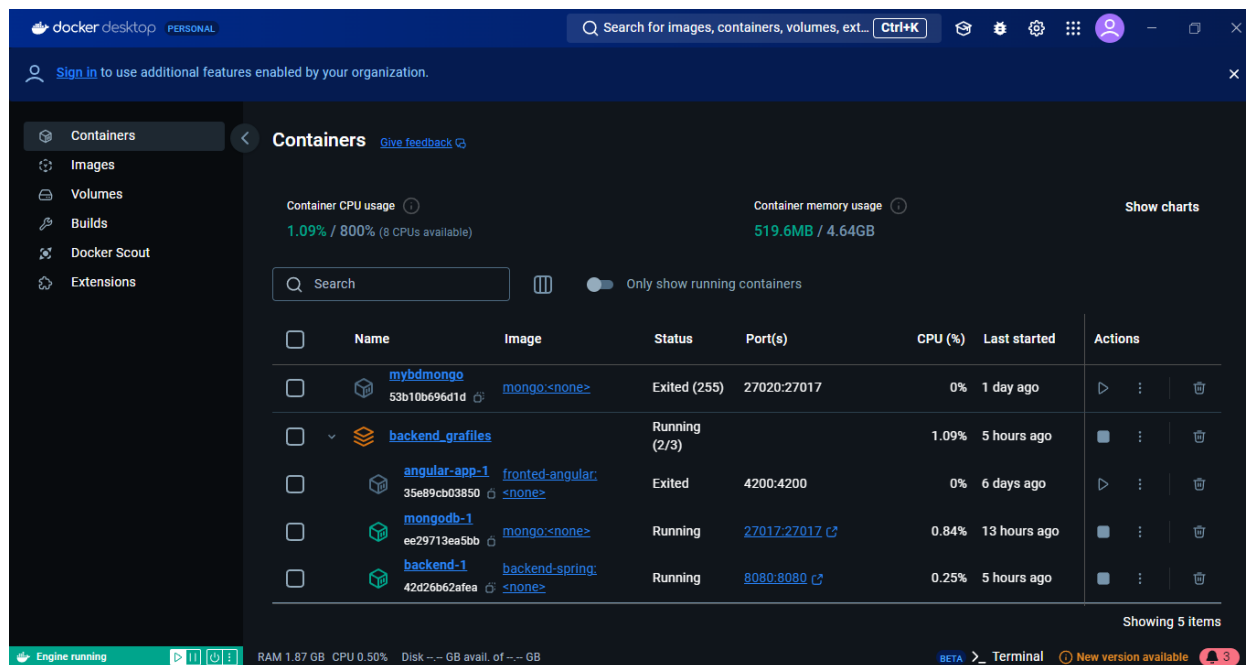 docker desktop PERSONAL Search for images, containers, volumes, ext... Ctrl+K
Sign in to use additional features enabled by your organization.
Containers
Images
Volumes
Builds
Docker Scout
Extensions
Containers Give feedback
Container CPU usage
1.09% / 800% (8 CPUs available)
Container memory usage
519.6MB / 4.64GB
Show charts
Search
Only show running containers
Name Image Status Port(s) CPU (%) Last started Actions
mybdmongo
53b10b696d1d mongo:<none> Exited (255) 27020:27017 0% 1 day ago
backend_grafiles Running
(2/3) 1.09% 5 hours ago
angular-app-1 fronted-angular:
35e89cb03850 <none> Exited 4200:4200 0% 6 days ago
mongodb-1
ee29713ea5bb mongo:<none> Running 27017:27017 0.84% 13 hours ago
backend-1 backend-spring:
42d26b62afea <none> Running 8080:8080 0.25% 5 hours ago
Showing 5 items
Engine running RAM 1.87 GB CPU 0.50% Disk --.-- GB avail. of --.-- GB BETA >_ Terminal New version available 3